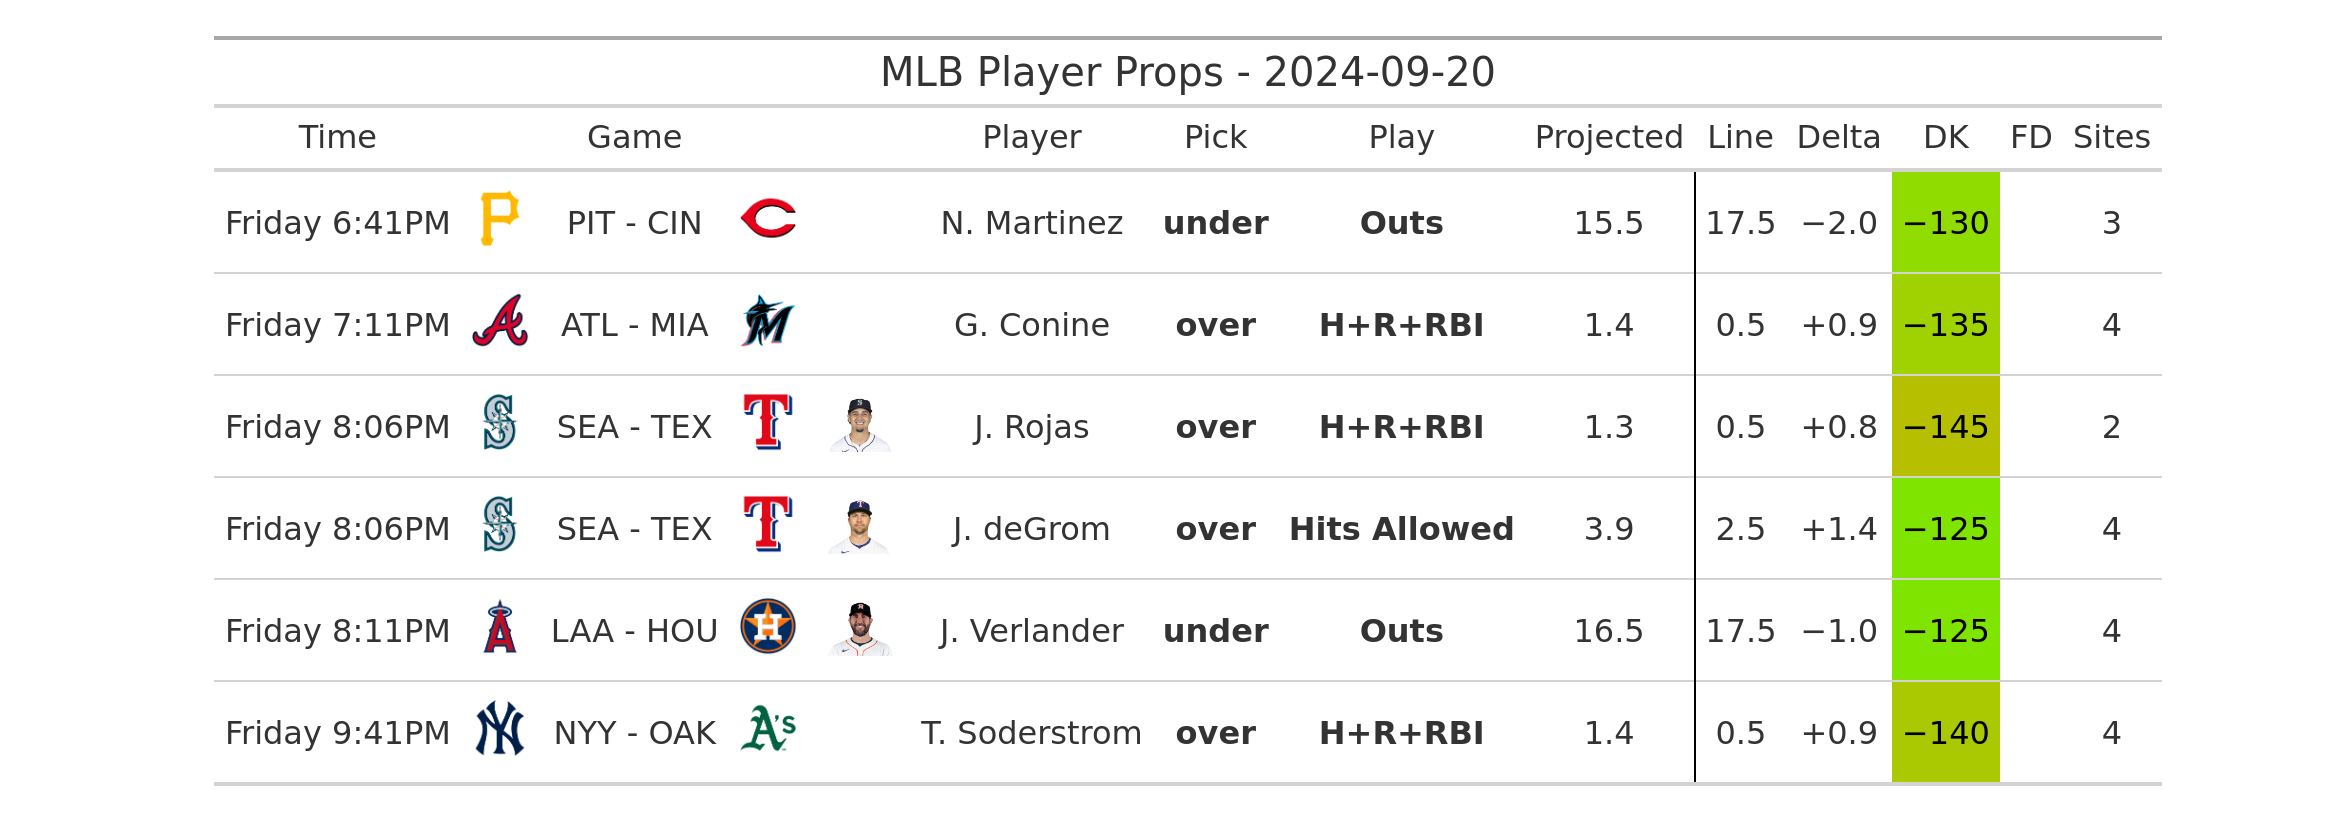 MLB Player Props - 2024-09-20
Time Game Player Pick Play Projected Line Delta DK FD Sites
Friday 6:41PM P PIT - CIN C N. Martinez under Outs 15.5 17.5 −2.0 −130 3
Friday 7:11PM A ATL - MIA M G. Conine over H+R+RBI 1.4 0.5 +0.9 −135 4
Friday 8:06PM S SEA - TEX T J. Rojas over H+R+RBI 1.3 0.5 +0.8 −145 2
Friday 8:06PM S SEA - TEX T J. deGrom over Hits Allowed 3.9 2.5 +1.4 −125 4
Friday 8:11PM A LAA - HOU H J. Verlander under Outs 16.5 17.5 −1.0 −125 4
Friday 9:41PM NY NYY - OAK A's T. Soderstrom over H+R+RBI 1.4 0.5 +0.9 −140 4